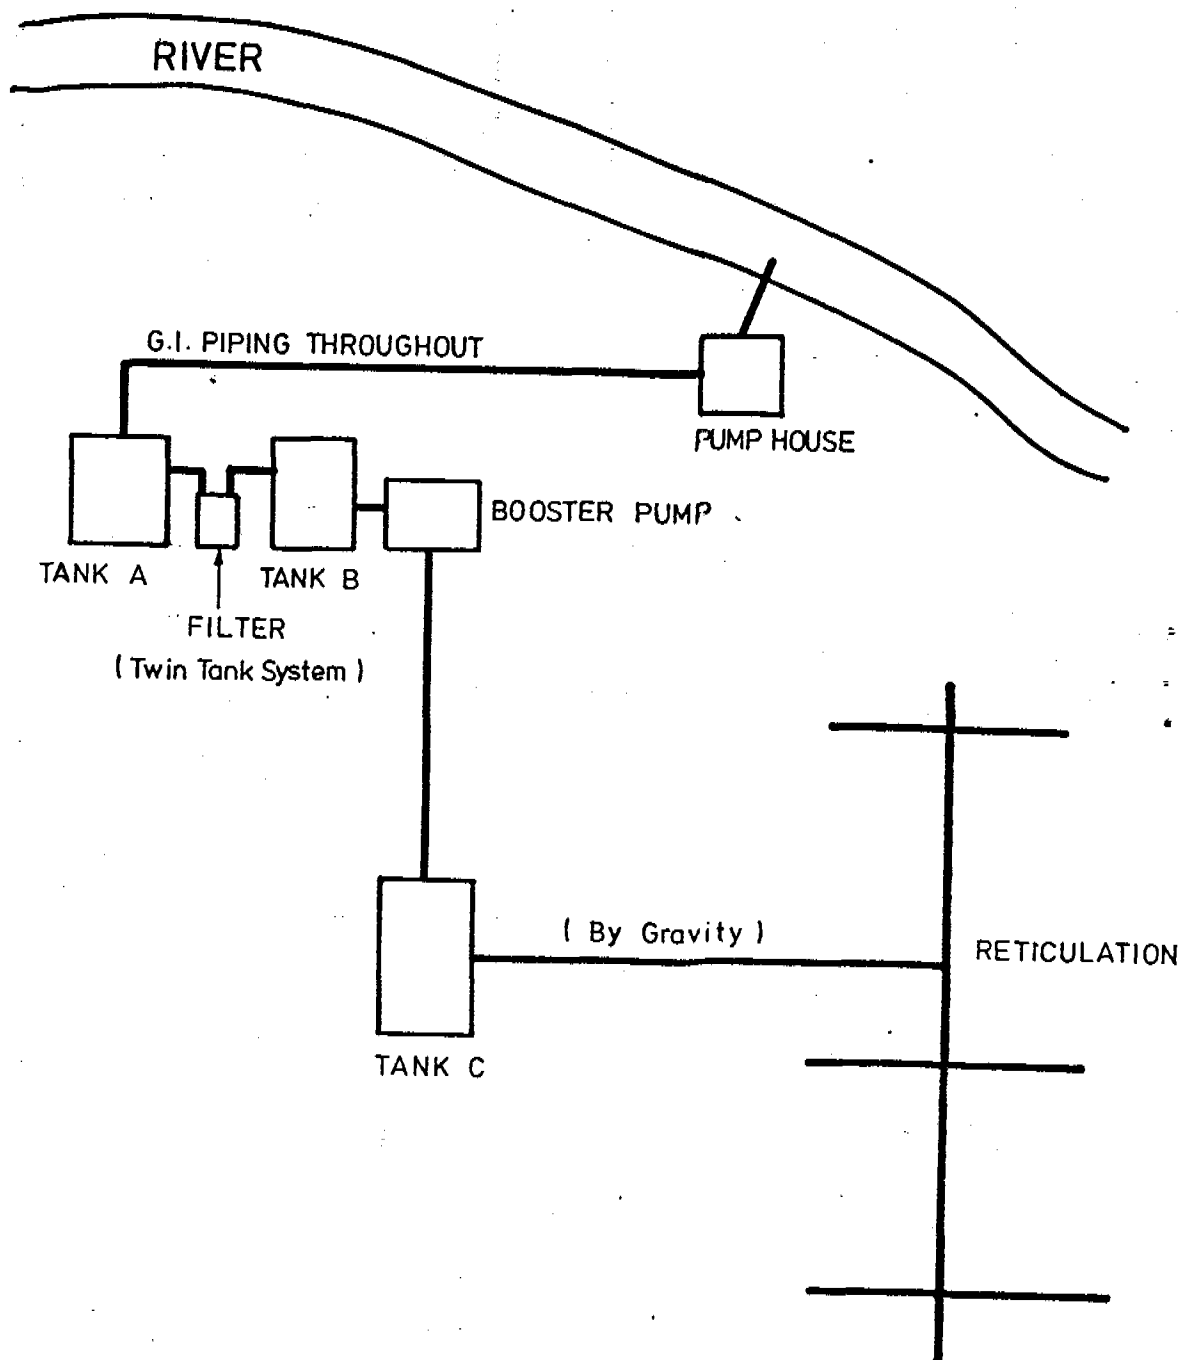 RIVER
G.I. PIPING THROUGHOUT
PUMP HOUSE
BOOSTER PUMP
TANK A
TANK B
FILTER
(Twin Tank System)
(By Gravity)
RETICULATION
TANK C